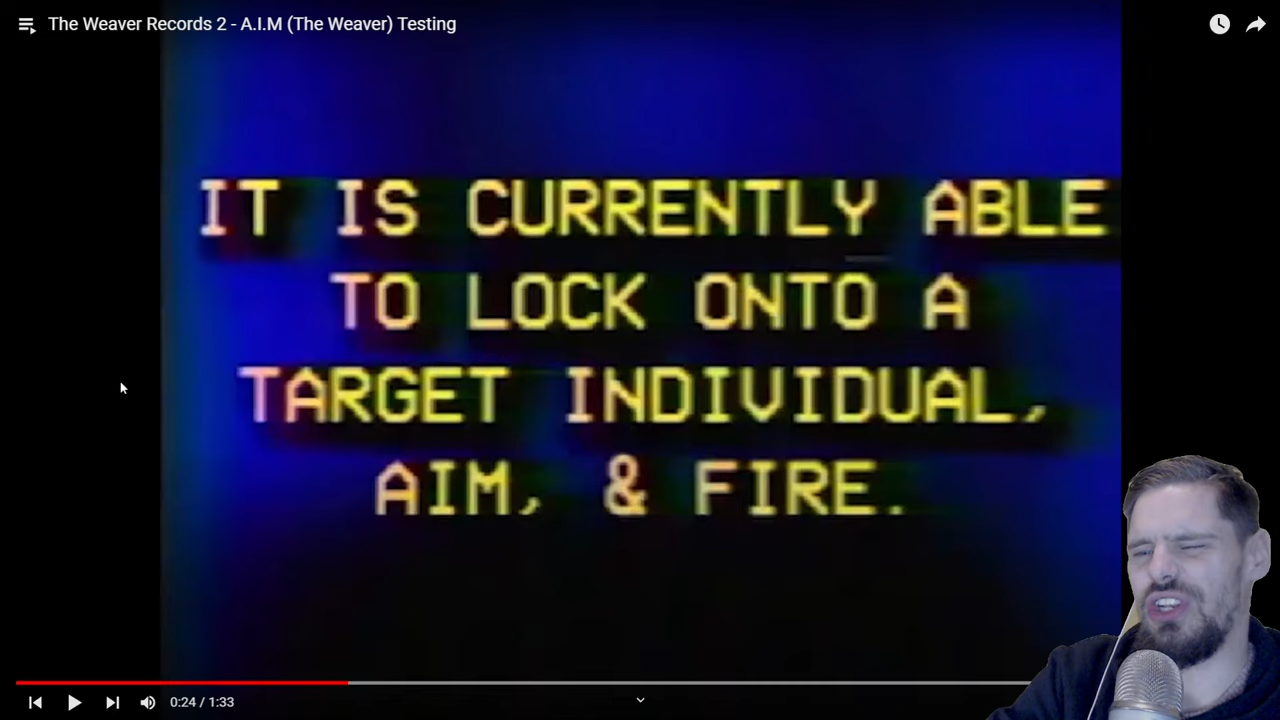 The Weaver Records 2 - A.I.M (The Weaver) Testing
IT IS CURRENTLY ABLE
TO LOCK ONTO A
TARGET INDIVIDUAL,
AIM, & FIRE.
0:24 / 1:33